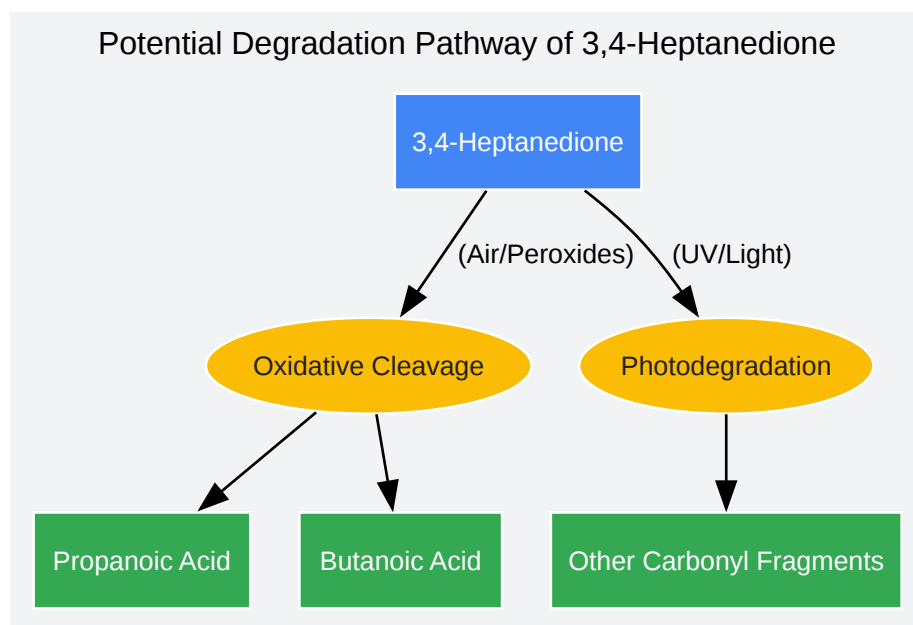 Potential Degradation Pathway of 3,4-Heptanedione
3,4-Heptanedione
(Air/Peroxides)
(UV/Light)
Oxidative Cleavage
Photodegradation
Propanoic Acid
Butanoic Acid
Other Carbonyl Fragments